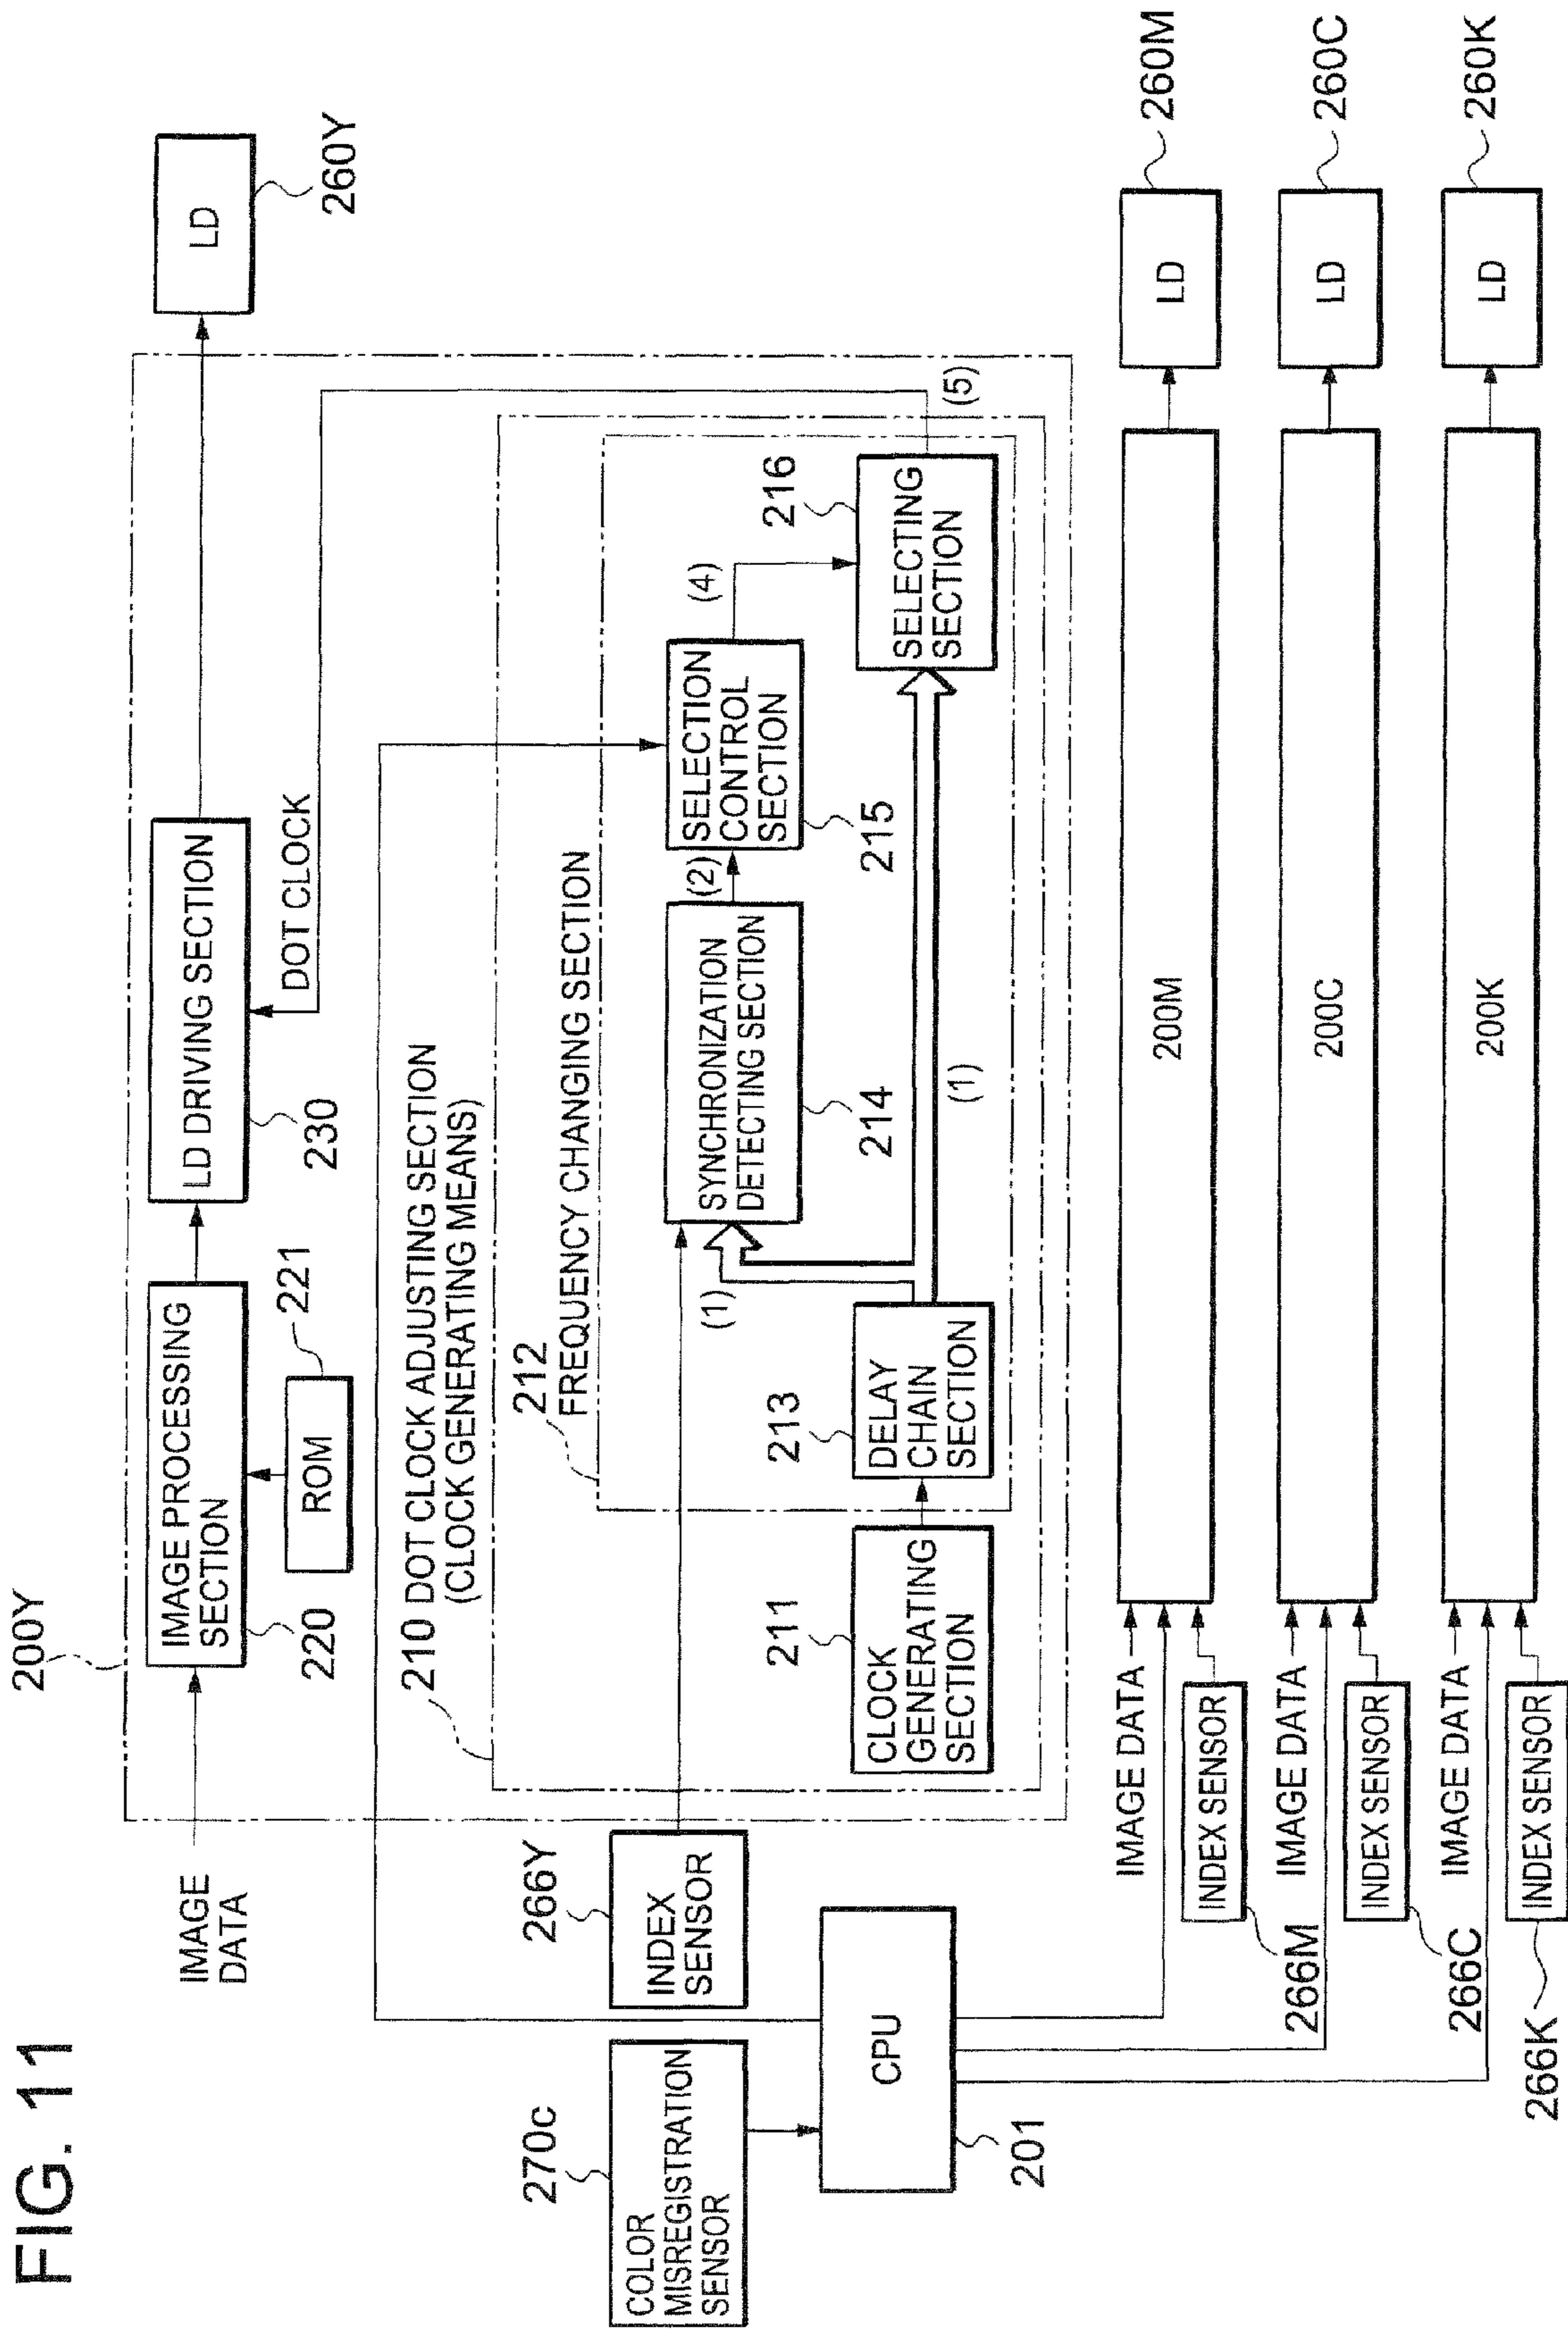 FIG. 11
200Y
IMAGE
DATA
IMAGE PROCESSING
SECTION
220
ROM
221
LD DRIVING SECTION
230
DOT CLOCK
LD
260Y
210 DOT CLOCK ADJUSTING SECTION
(CLOCK GENERATING MEANS)
212
FREQUENCY CHANGING SECTION
COLOR
MISREGISTRATION
SENSOR
270c
INDEX
SENSOR
266Y
CPU
201
CLOCK
GENERATING
SECTION
211
DELAY
CHAIN
SECTION
213
(1)
(1)
SYNCHRONIZATION
DETECTING SECTION
214
(2)
SELECTION
CONTROL
SECTION
215
(4)
SELECTING
SECTION
216
(5)
IMAGE DATA
INDEX SENSOR
266M
200M
LD
260M
IMAGE DATA
INDEX SENSOR
266C
200C
LD
260C
IMAGE DATA
INDEX SENSOR
266K
200K
LD
260K